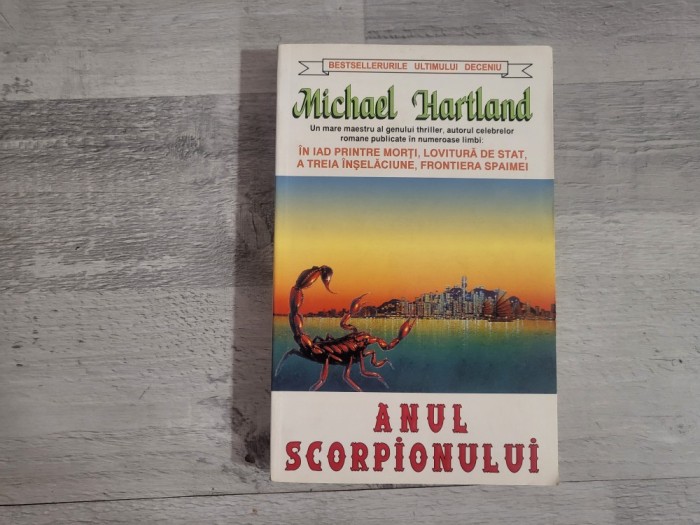 BESTSELLERURILE ULTIMULUI DECENIU
Michael Hartland
Un mare maestru al genului thriller, autorul celebrelor
romane publicate în numeroase limbi:
ÎN IAD PRINTRE MORȚI, LOVITURĂ DE STAT,
A TREIA ÎNȘELĂCIUNE, FRONTIERA SPAIMEI
ANUL
SCORPIONULUI